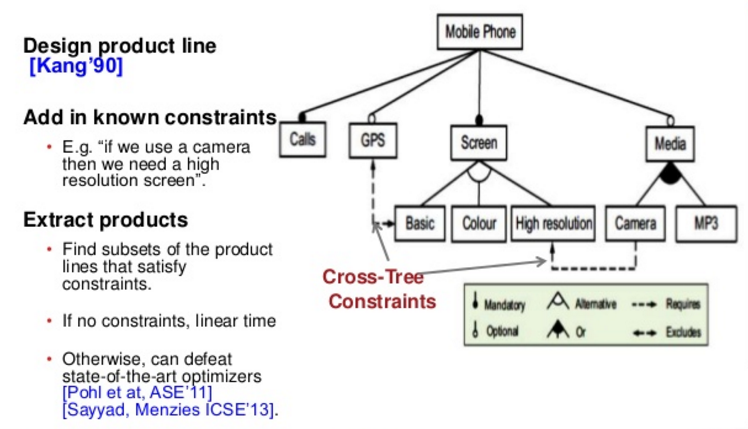 Design product line
[Kang'90]
Add in known constraints
• E.g. "if we use a camera
then we need a high
resolution screen".
Extract products
• Find subsets of the product
lines that satisfy
constraints.
• If no constraints, linear time
• Otherwise, can defeat
state-of-the-art optimizers
[Pohl et at, ASE'11]
[Sayyad, Menzies ICSE'13].
Mobile Phone
Calls
GPS
Screen
Media
Basic
Colour
High resolution
Camera
MP3
Cross-Tree
Constraints
Mandatory
Alternative
Requires
Optional
Or
Excludes